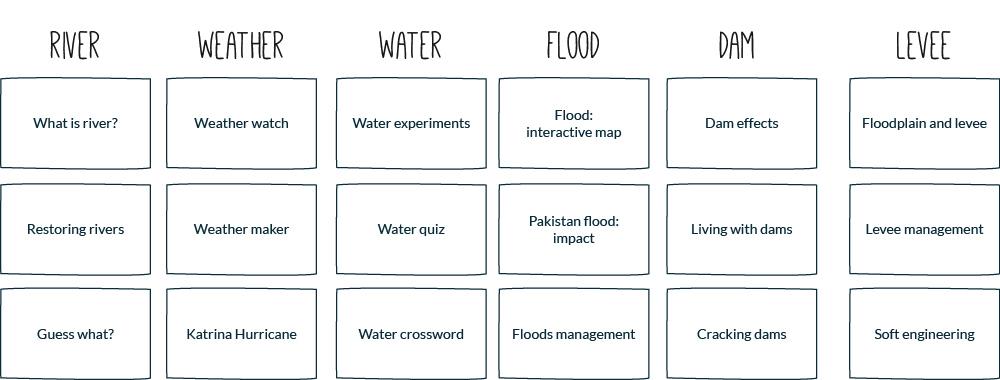 RIVER
WEATHER
WATER
FLOOD
DAM
LEVEE
What is river?
Weather watch
Water experiments
Flood:
interactive map
Dam effects
Floodplain and levee
Restoring rivers
Weather maker
Water quiz
Pakistan flood:
impact
Living with dams
Levee management
Guess what?
Katrina Hurricane
Water crossword
Floods management
Cracking dams
Soft engineering